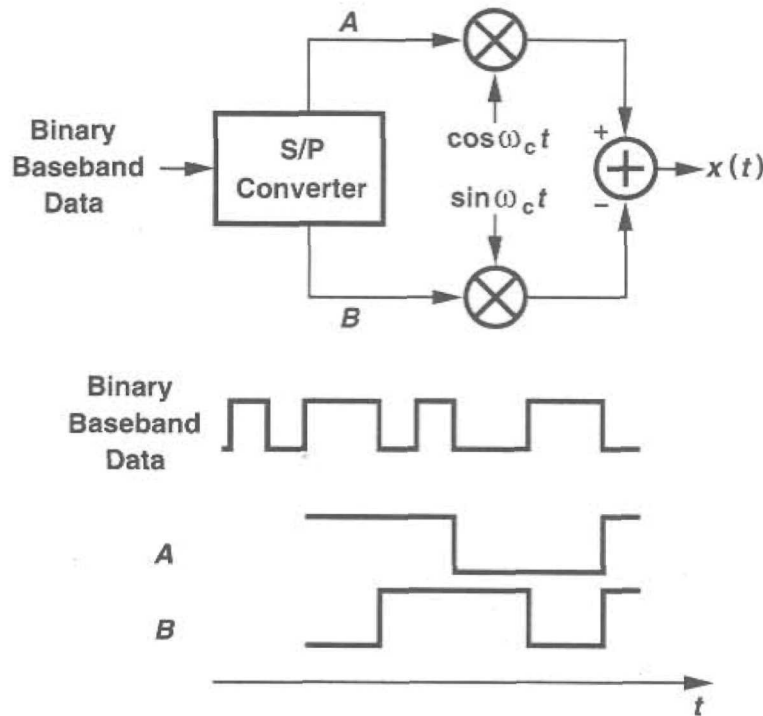 A
Binary
Baseband
Data
S/P
Converter
cos ω_c t
sin ω_c t
+
−
x(t)
B
Binary
Baseband
Data
A
B
t